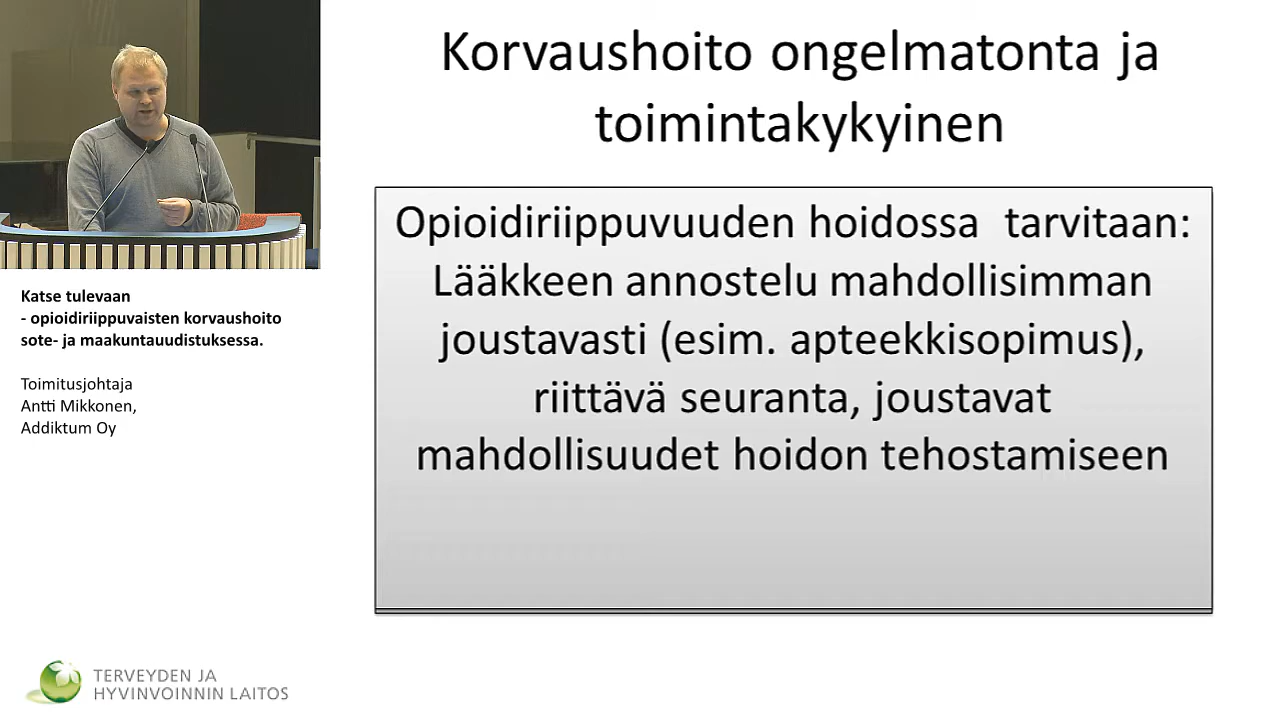 Korvaushoito ongelmatonta ja
toimintakykyinen
Opioidiriippuvuuden hoidossa tarvitaan:
Lääkkeen annostelu mahdollisimman
joustavasti (esim. apteekkisopimus),
riittävä seuranta, joustavat
mahdollisuudet hoidon tehostamiseen
Katse tulevaan
- opioidiriippuvaisten korvaushoito
sote- ja maakuntauudistuksessa.
Toimitusjohtaja
Antti Mikkonen,
Addiktum Oy
TERVEYDEN JA
HYVINVOINNIN LAITOS